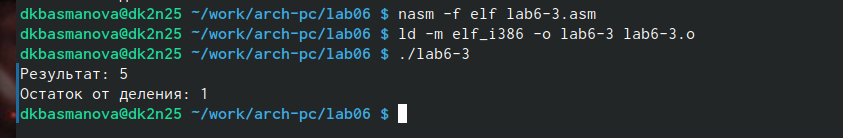 dkbasmanova@dk2n25 ~/work/arch-pc/lab06 $ nasm -f elf lab6-3.asm
dkbasmanova@dk2n25 ~/work/arch-pc/lab06 $ ld -m elf_i386 -o lab6-3 lab6-3.o
dkbasmanova@dk2n25 ~/work/arch-pc/lab06 $ ./lab6-3
Результат: 5
Остаток от деления: 1
dkbasmanova@dk2n25 ~/work/arch-pc/lab06 $